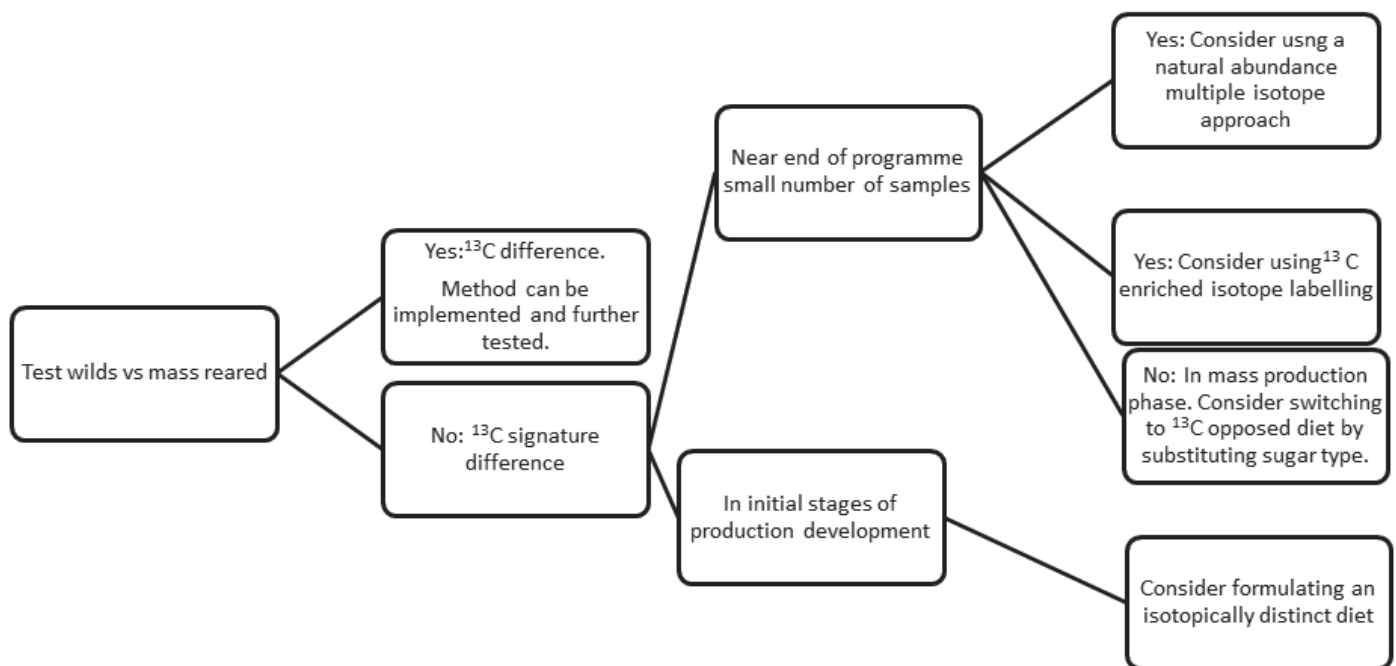 Test wilds vs mass reared
Yes:¹³C difference.
Method can be
implemented and further
tested.
No: ¹³C signature
difference
Near end of programme
small number of samples
In initial stages of
production development
Yes: Consider usng a
natural abundance
multiple isotope
approach
Yes: Consider using¹³ C
enriched isotope labelling
No: In mass production
phase. Consider switching
to ¹³C opposed diet by
substituting sugar type.
Consider formulating an
isotopically distinct diet